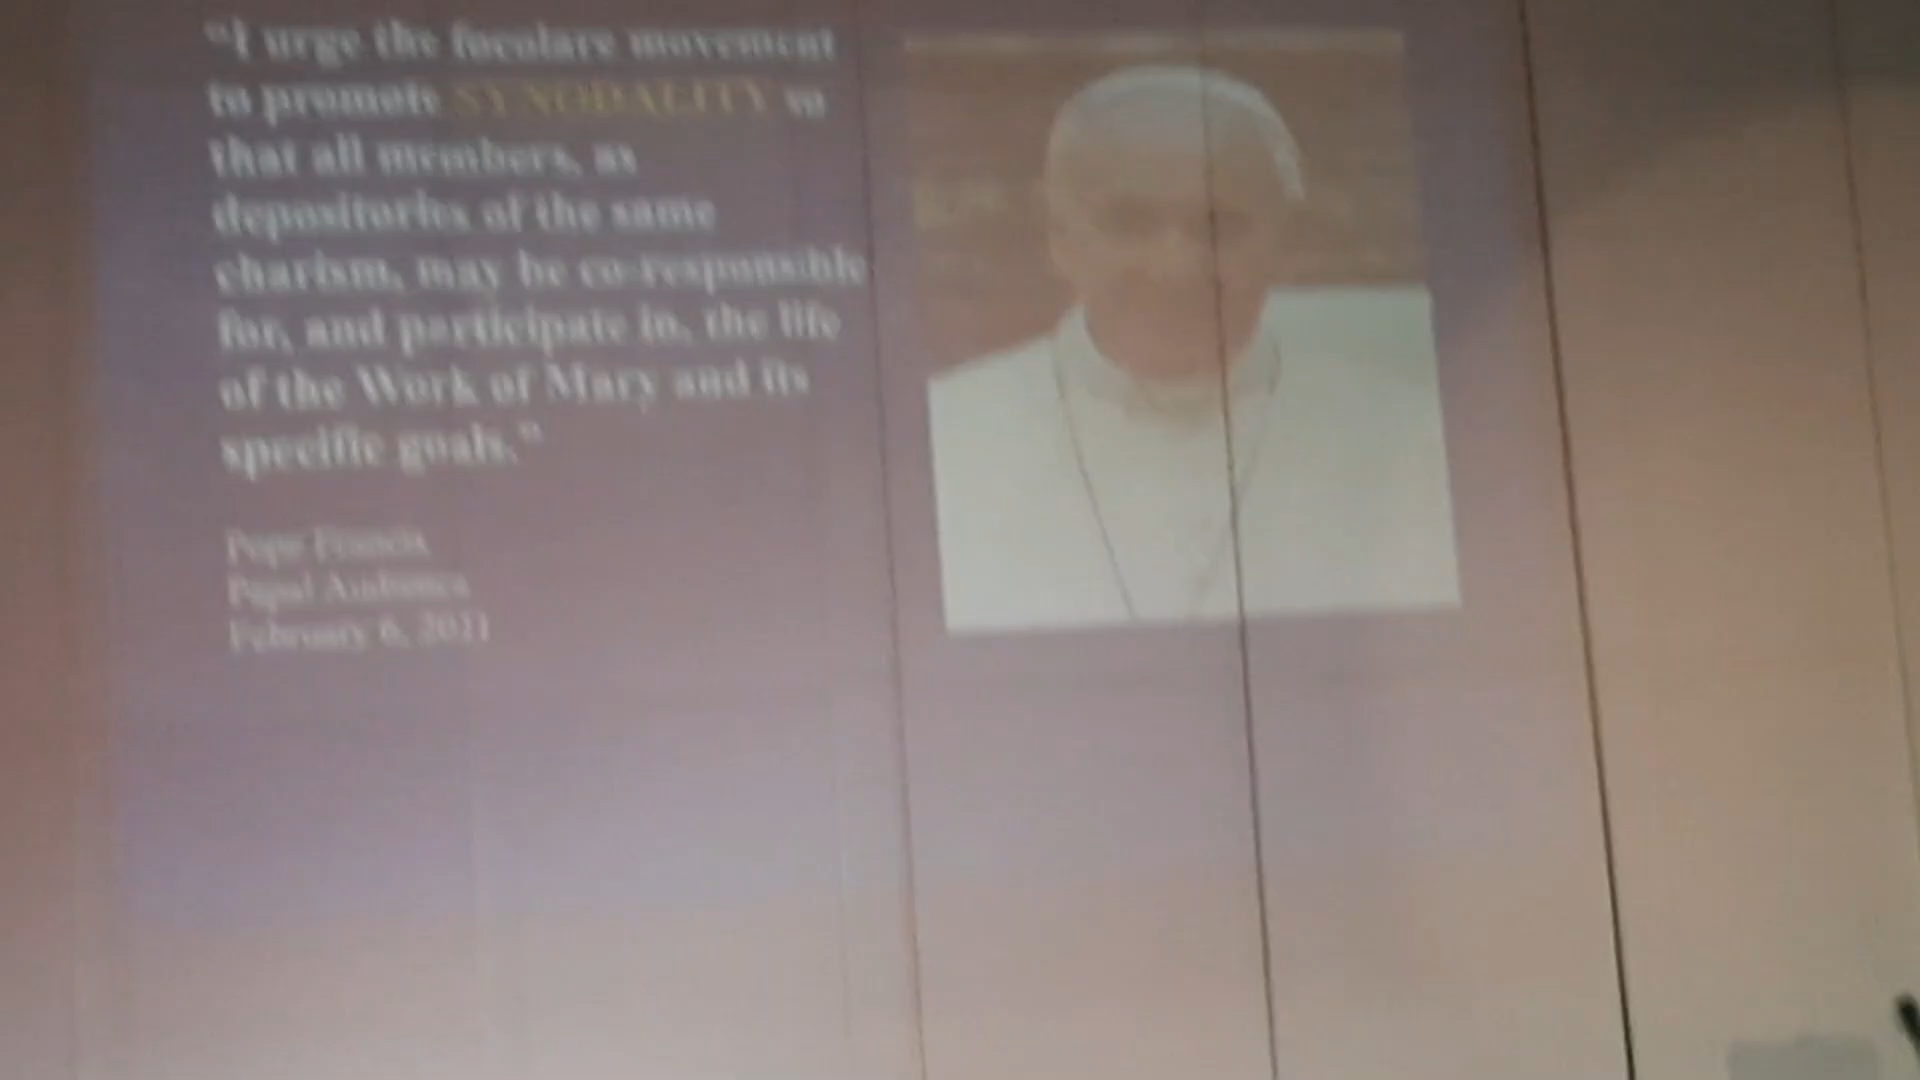 "I urge the focolare movement
to promote SYNODALITY so
that all members, as
depositories of the same
charism, may be co-responsible
for, and participate in, the life
of the Work of Mary and its
specific goals."
Pope Francis
Papal Audience
February 6, 2021